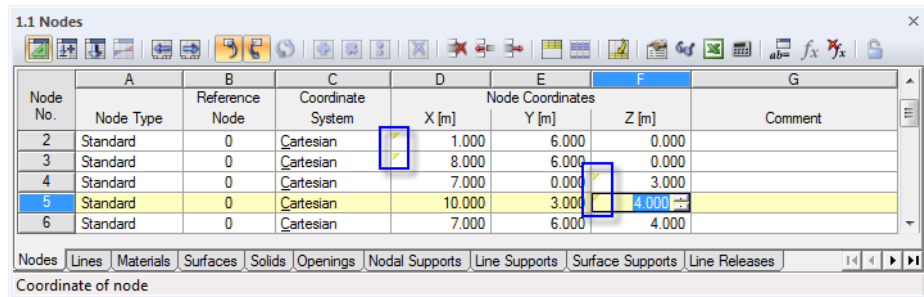 1.1 Nodes
A B C D E F G
Node Reference Coordinate Node Coordinates
No. Node Type Node System X [m] Y [m] Z [m] Comment
2 Standard 0 Cartesian 1.000 6.000 0.000
3 Standard 0 Cartesian 8.000 6.000 0.000
4 Standard 0 Cartesian 7.000 0.000 3.000
5 Standard 0 Cartesian 10.000 3.000 4.000
6 Standard 0 Cartesian 7.000 6.000 4.000
Nodes Lines Materials Surfaces Solids Openings Nodal Supports Line Supports Surface Supports Line Releases
Coordinate of node